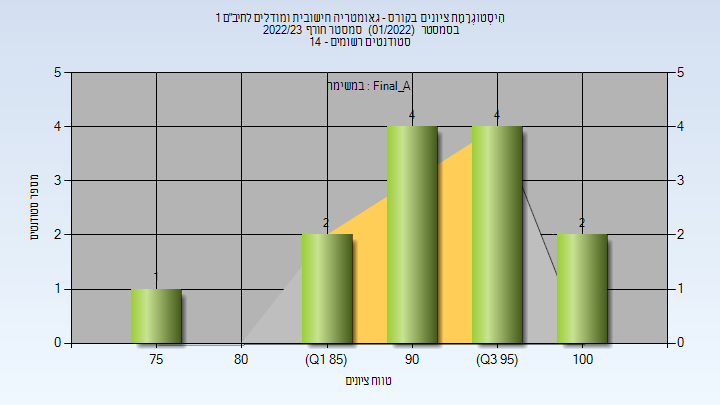 היסטוגרמת ציונים בקורס - גאומטריה חישובית ומודלים לתיב"ם 1
בסמסטר (01/2022) סמסטר חורף 2022/23
סטודנטים רשומים - 14
במשימה : Final_A
5 5
4 4 4 4
3 3
2 2 2 2
1 1 1
0 0
75 80 (Q1 85) 90 (Q3 95) 100
מספר סטודנטים
טווח ציונים